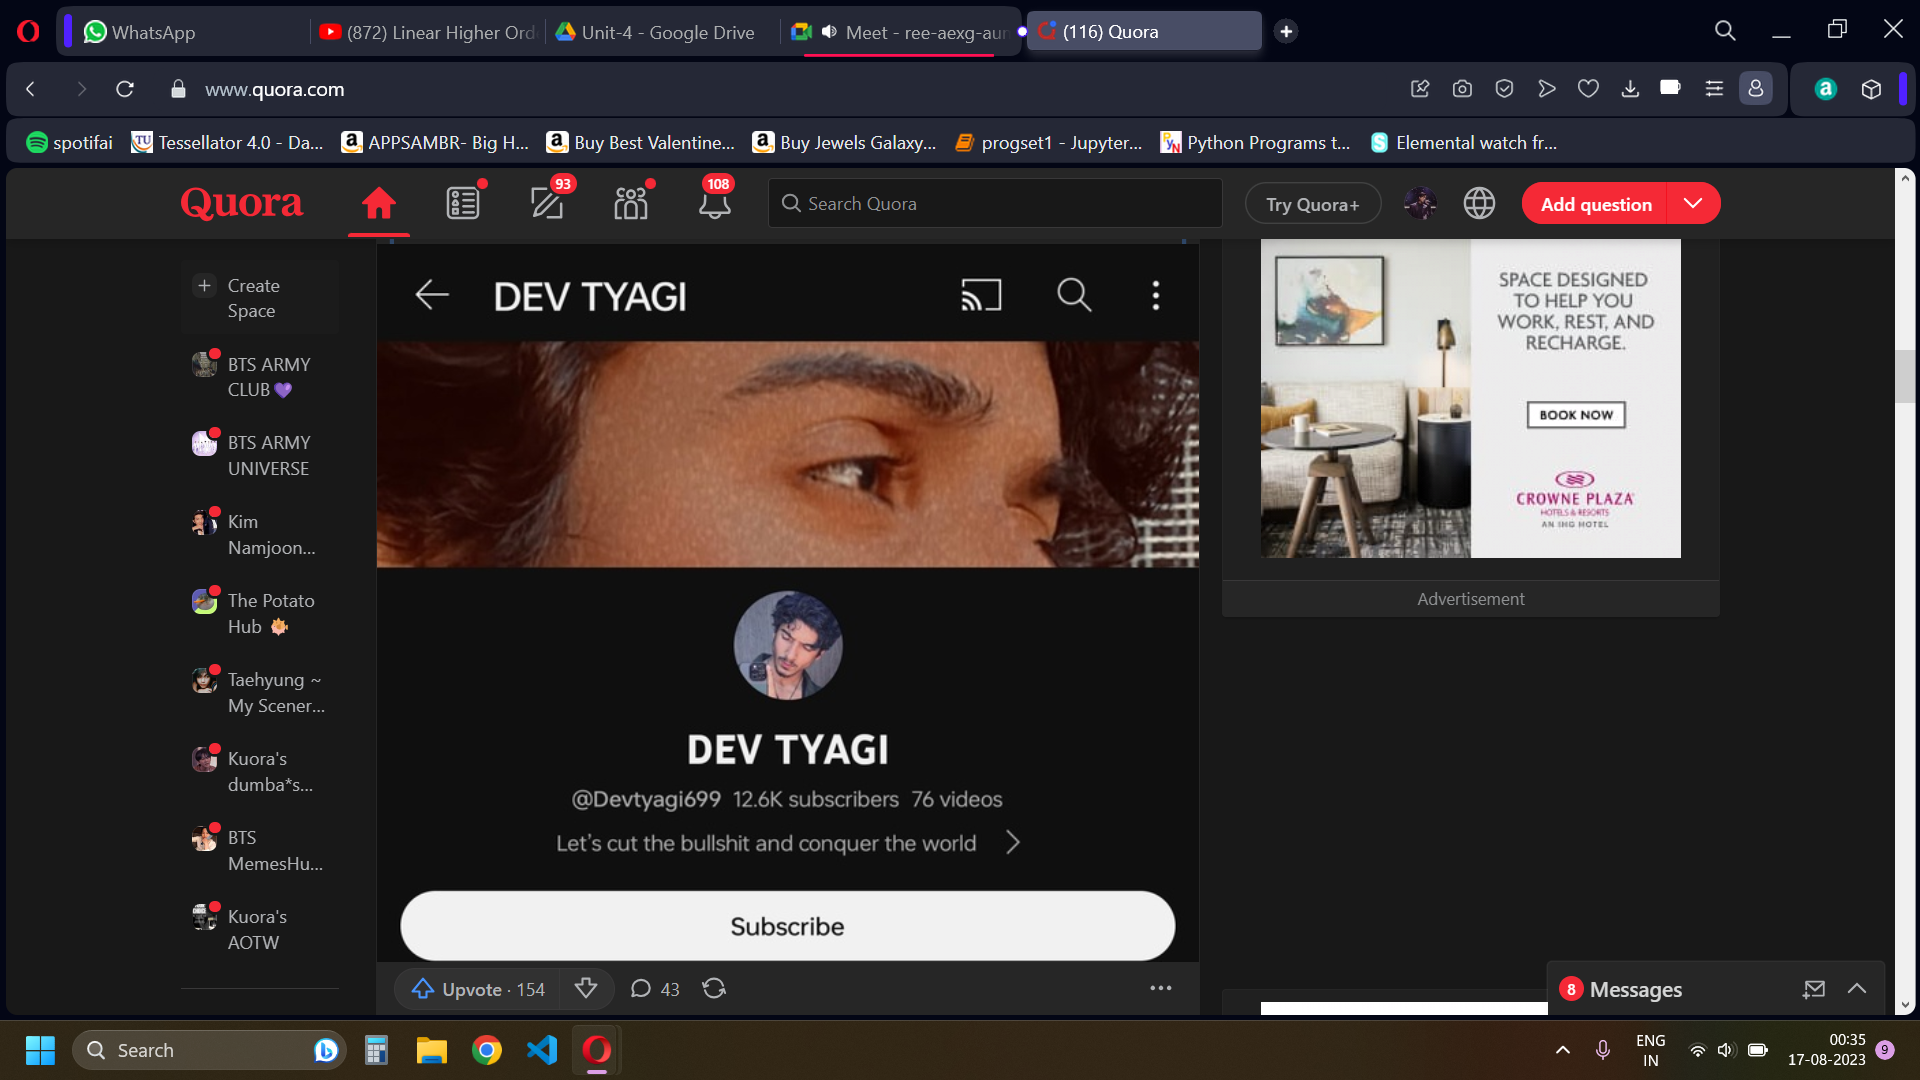 WhatsApp
(872) Linear Higher Ord
Unit-4 - Google Drive
Meet - ree-aexg-aun
(116) Quora
www.quora.com
spotifai
Tessellator 4.0 - Da...
APPSAMBR- Big H...
Buy Best Valentine...
Buy Jewels Galaxy...
progset1 - Jupyter...
Python Programs t...
Elemental watch fr...
Quora
93
108
Search Quora
Try Quora+
Add question
Create
Space
BTS ARMY
CLUB💜
BTS ARMY
UNIVERSE
Kim
Namjoon...
The Potato
Hub 🐡
Taehyung ~
My Scener...
Kuora's
dumba*s...
BTS
MemesHu...
Kuora's
AOTW
DEV TYAGI
DEV TYAGI
@Devtyagi699 12.6K subscribers 76 videos
Let's cut the bullshit and conquer the world
Subscribe
Upvote · 154
43
SPACE DESIGNED
TO HELP YOU
WORK, REST, AND
RECHARGE.
BOOK NOW
CROWNE PLAZA
HOTELS & RESORTS
AN IHG HOTEL
Advertisement
8 Messages
Search
ENG
IN
00:35
17-08-2023
9